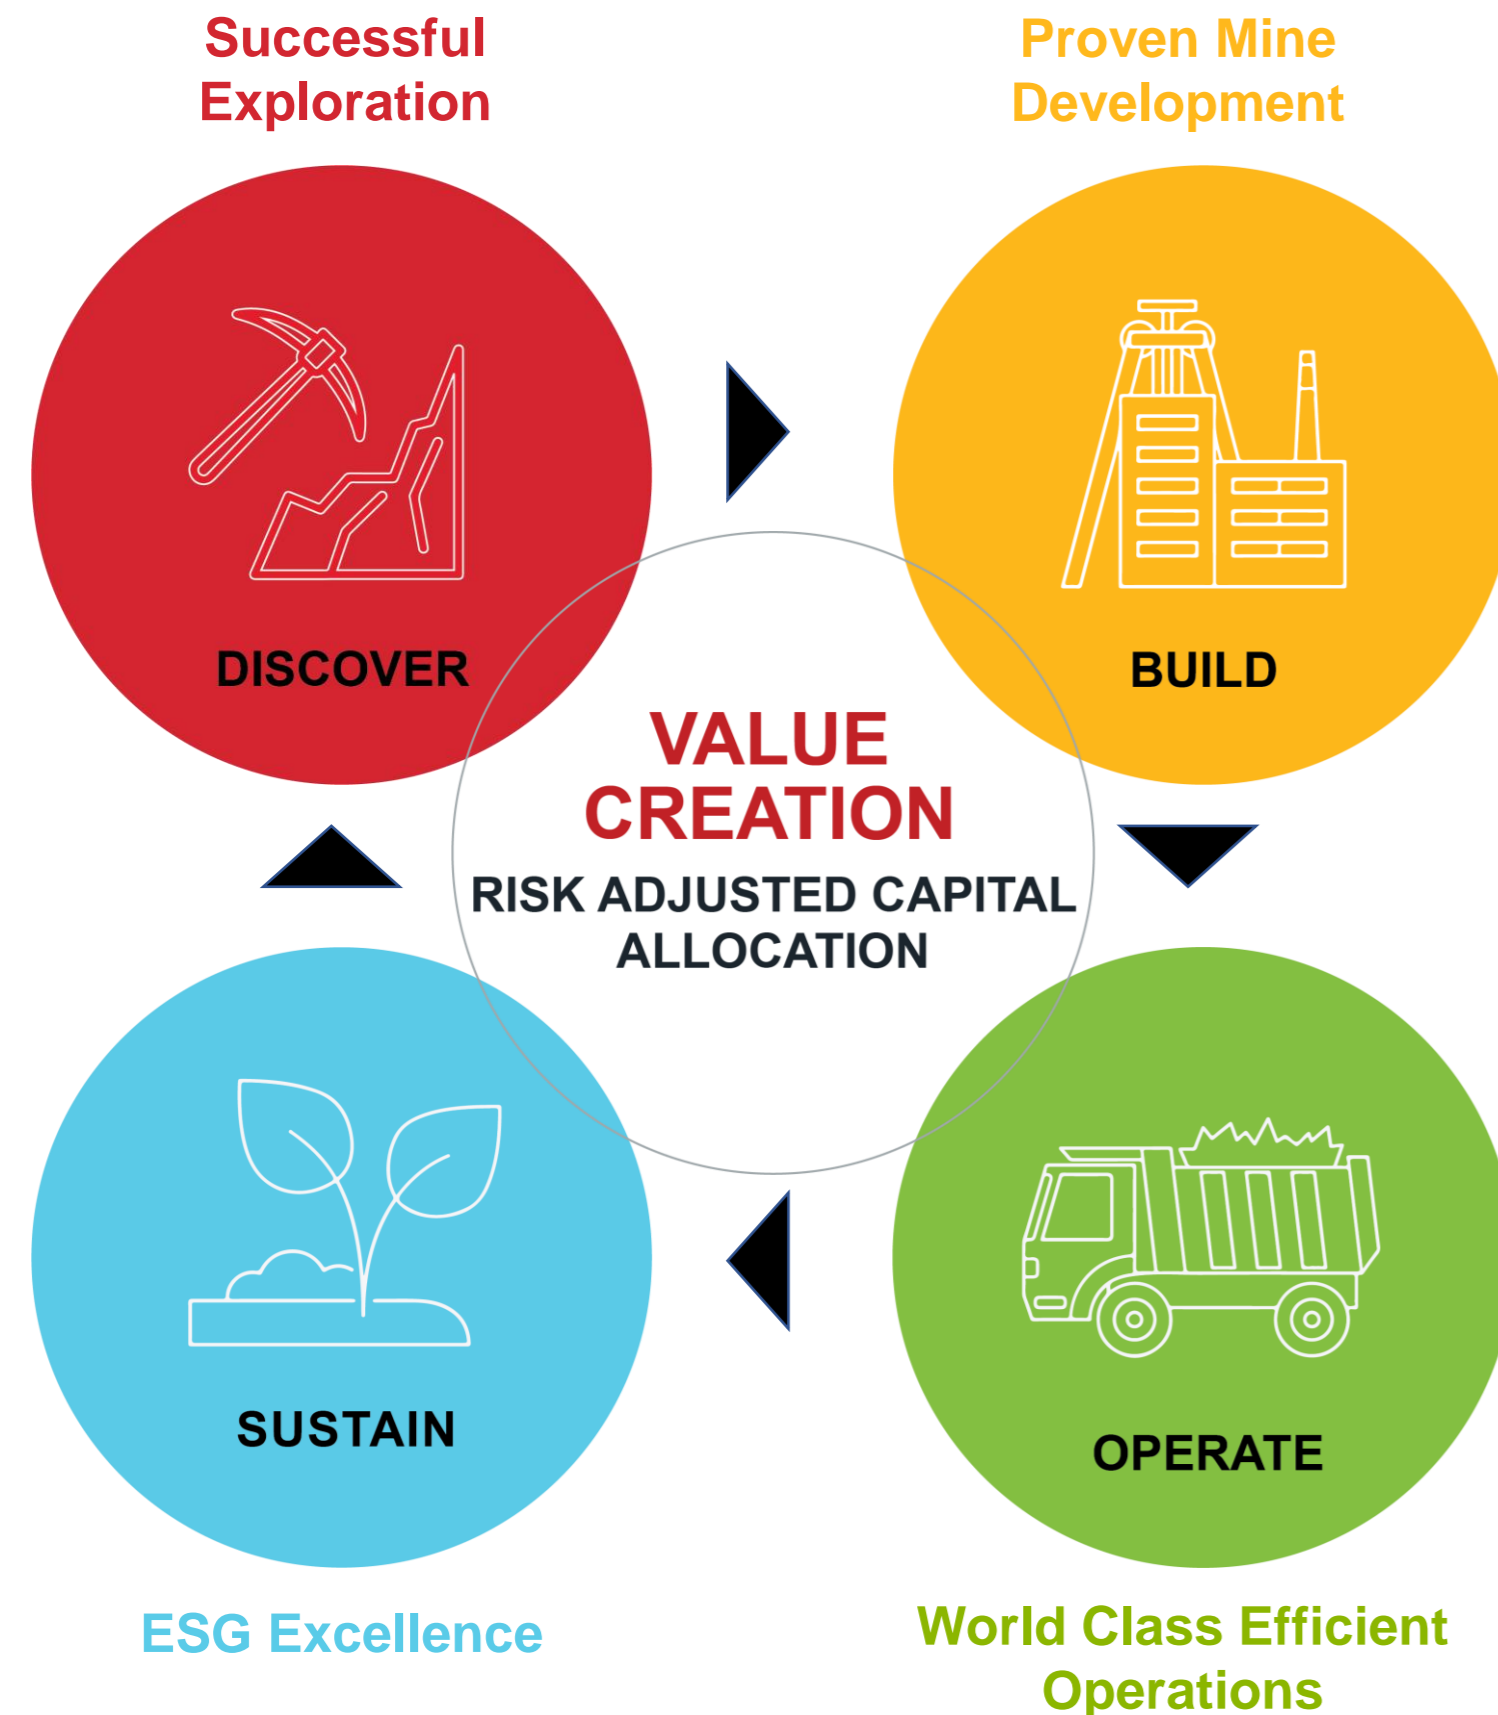 Successful
Exploration
Proven Mine
Development
DISCOVER
BUILD
VALUE
CREATION
RISK ADJUSTED CAPITAL
ALLOCATION
SUSTAIN
OPERATE
ESG Excellence
World Class Efficient
Operations